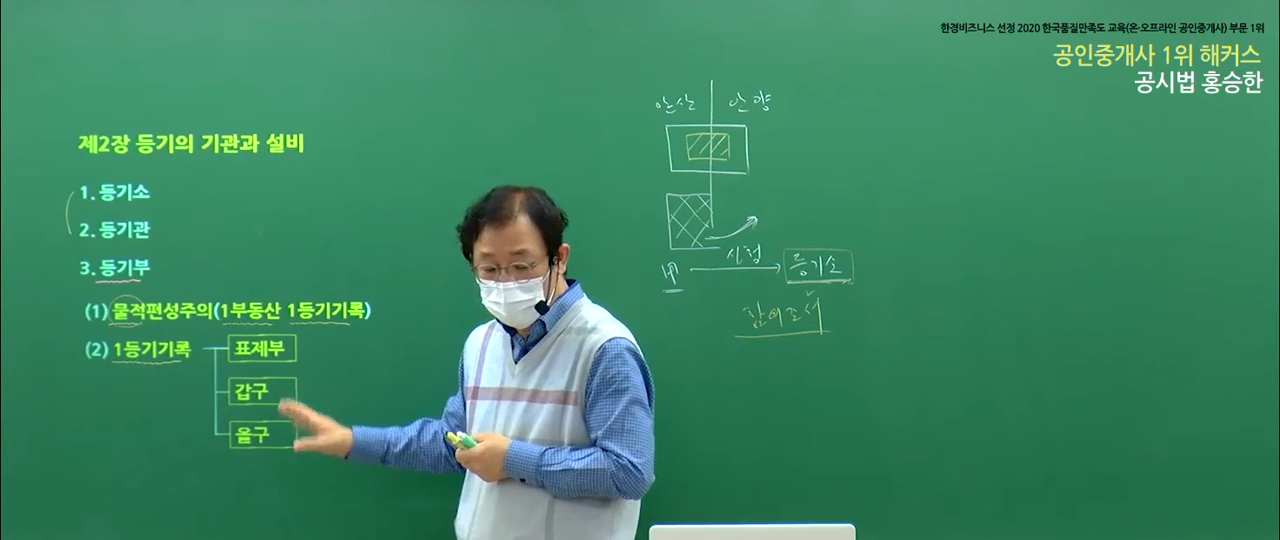 한경비즈니스 선정 2020 한국품질만족도 교육(온·오프라인 공인중개사) 부문 1위
공인중개사 1위 해커스
공시법 홍승한
제2장 등기의 기관과 설비
1. 등기소
2. 등기관
3. 등기부
(1) 물적편성주의(1부동산 1등기기록)
(2) 1등기기록
표제부
갑구
을구
안산 안양
甲 신청 등기소